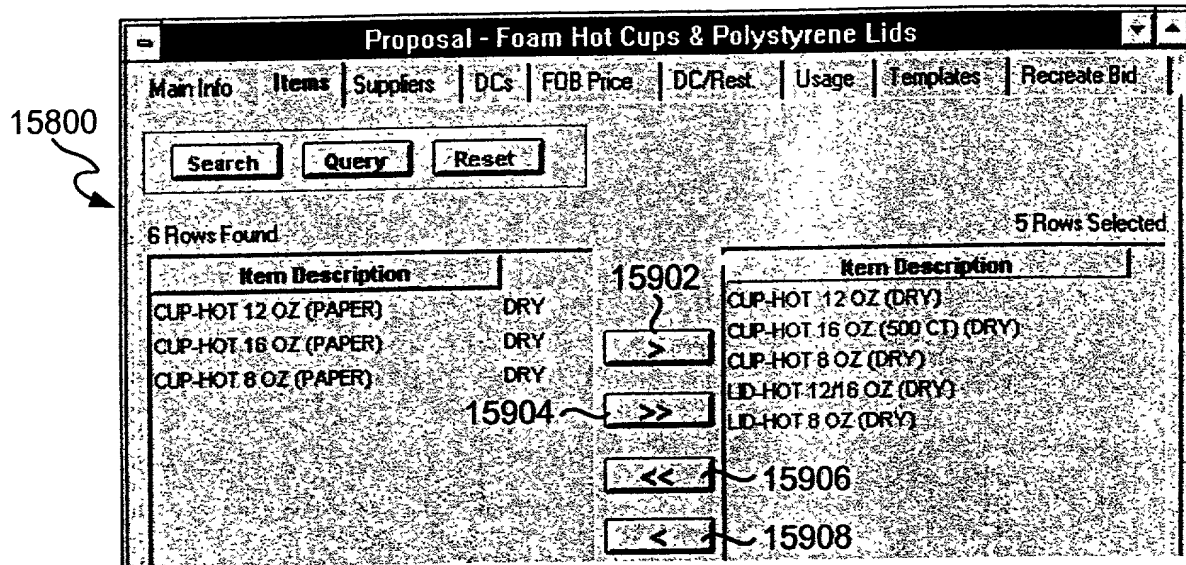 Proposal - Foam Hot Cups & Polystyrene Lids
Main Info Items Suppliers DCs FOB Price DC/Rest. Usage Templates Recreate Bid
15800
Search Query Reset
6 Rows Found 5 Rows Selected
Item Description 15902 Item Description
CUP-HOT 12 OZ (PAPER) DRY CUP-HOT 12 OZ (DRY)
CUP-HOT 16 OZ (PAPER) DRY > CUP-HOT 16 OZ (500 CT) (DRY)
CUP-HOT 8 OZ (PAPER) DRY CUP-HOT 8 OZ (DRY)
LID-HOT 12/16 OZ (DRY)
15904 >> LID-HOT 8 OZ (DRY)
<< 15906
< 15908